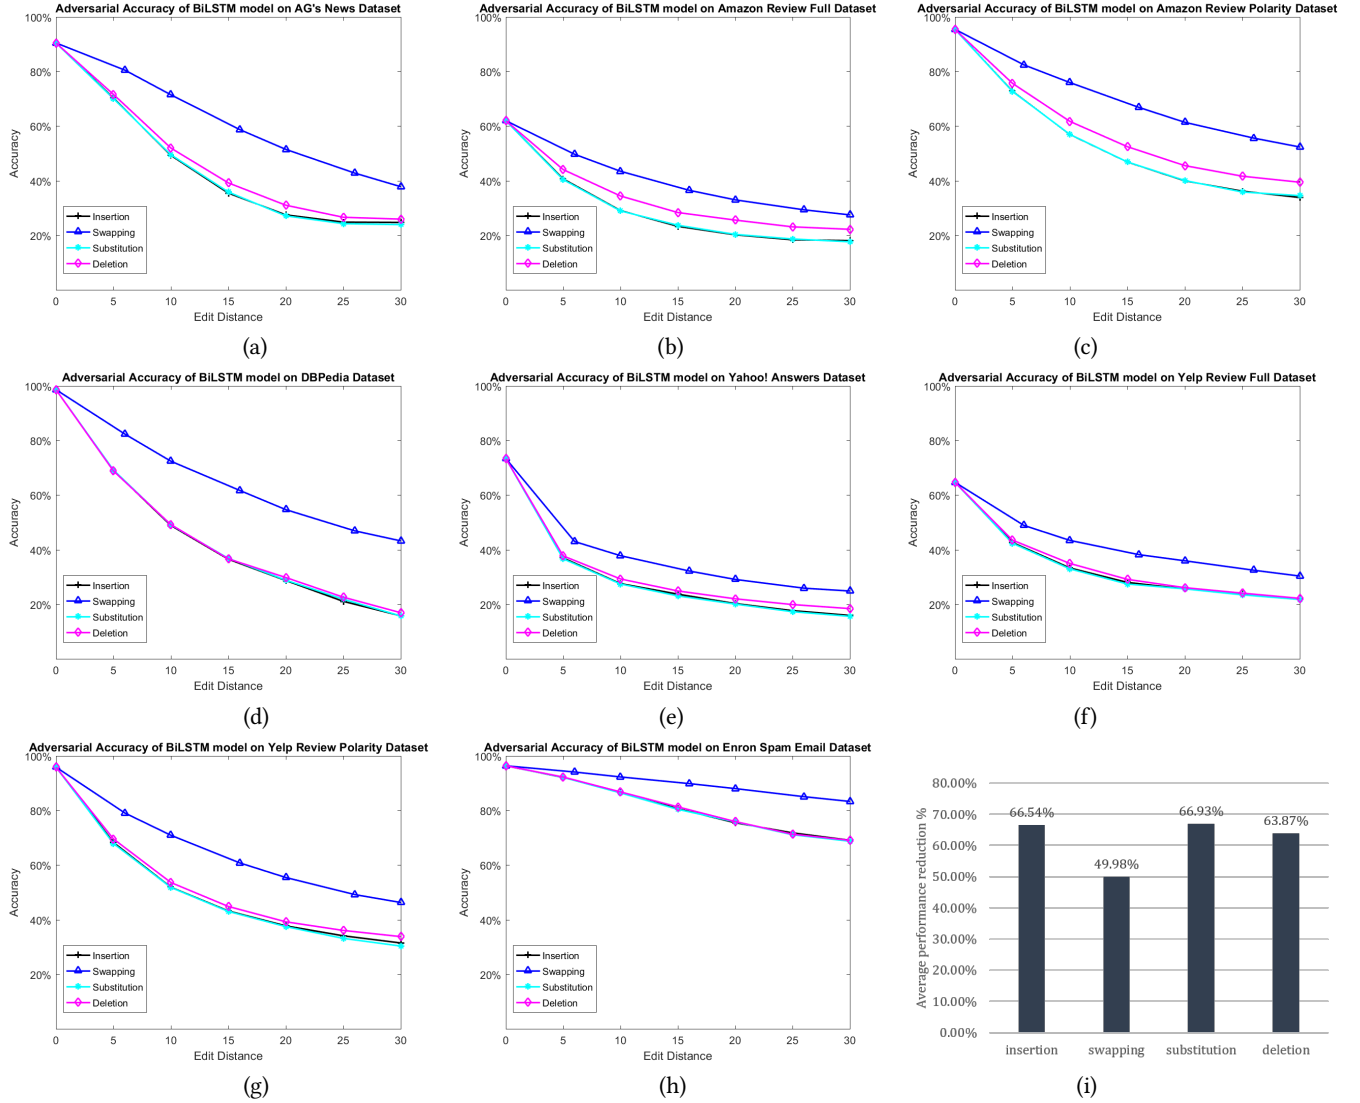 Adversarial Accuracy of BiLSTM model on AG's News Dataset
100%
80%
60%
40%
20%
Accuracy
Insertion
Swapping
Substitution
Deletion
0 5 10 15 20 25 30
Edit Distance
(a)
Adversarial Accuracy of BiLSTM model on Amazon Review Full Dataset
100%
80%
60%
40%
20%
Accuracy
Insertion
Swapping
Substitution
Deletion
0 5 10 15 20 25 30
Edit Distance
(b)
Adversarial Accuracy of BiLSTM model on Amazon Review Polarity Dataset
100%
80%
60%
40%
20%
Accuracy
Insertion
Swapping
Substitution
Deletion
0 5 10 15 20 25 30
Edit Distance
(c)
Adversarial Accuracy of BiLSTM model on DBPedia Dataset
100%
80%
60%
40%
20%
Accuracy
Insertion
Swapping
Substitution
Deletion
0 5 10 15 20 25 30
Edit Distance
(d)
Adversarial Accuracy of BiLSTM model on Yahoo! Answers Dataset
100%
80%
60%
40%
20%
Accuracy
Insertion
Swapping
Substitution
Deletion
0 5 10 15 20 25 30
Edit Distance
(e)
Adversarial Accuracy of BiLSTM model on Yelp Review Full Dataset
100%
80%
60%
40%
20%
Accuracy
Insertion
Swapping
Substitution
Deletion
0 5 10 15 20 25 30
Edit Distance
(f)
Adversarial Accuracy of BiLSTM model on Yelp Review Polarity Dataset
100%
80%
60%
40%
20%
Accuracy
Insertion
Swapping
Substitution
Deletion
0 5 10 15 20 25 30
Edit Distance
(g)
Adversarial Accuracy of BiLSTM model on Enron Spam Email Dataset
100%
80%
60%
40%
20%
Accuracy
Insertion
Swapping
Substitution
Deletion
0 5 10 15 20 25 30
Edit Distance
(h)
Average performance reduction %
80.00%
70.00%
60.00%
50.00%
40.00%
30.00%
20.00%
10.00%
0.00%
66.54%
49.98%
66.93%
63.87%
insertion swapping substitution deletion
(i)